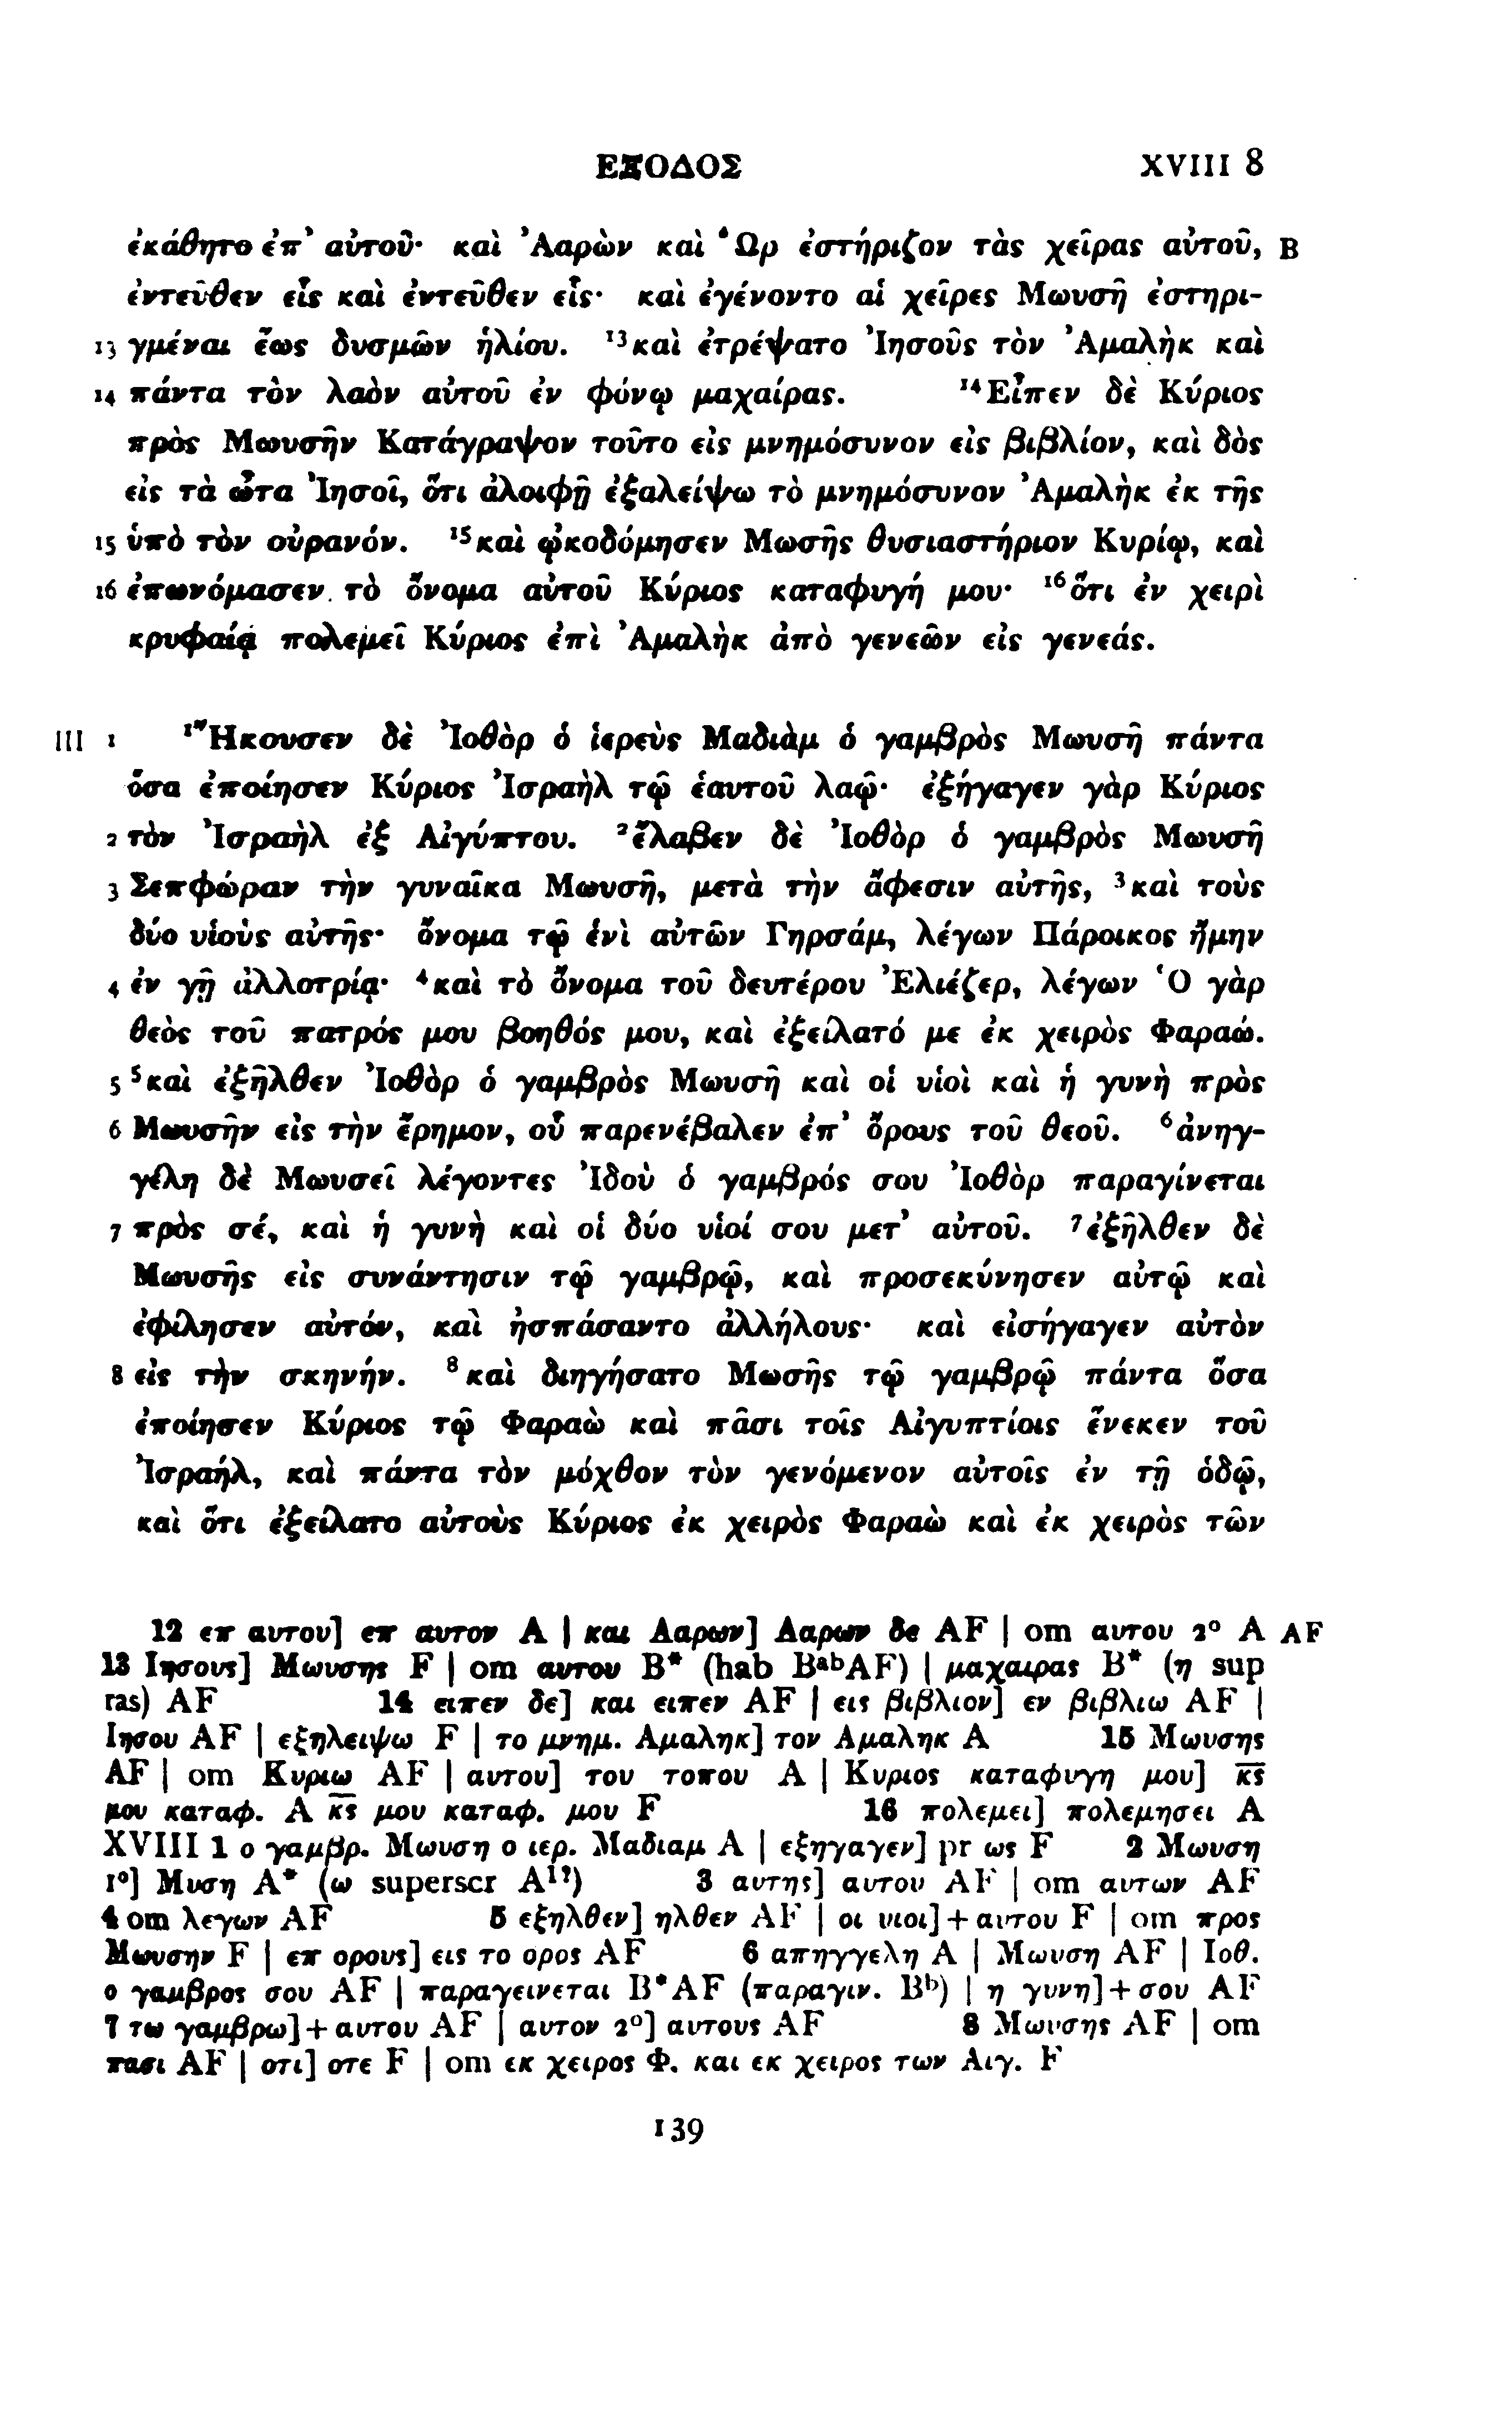 ΕΞΟΔΟΣ XVIII 8
ἐκάθητο ἐπ’ αὐτοῦ· καὶ Ἀαρὼν καὶ Ὣρ ἐστήριζον τὰς χεῖρας αὐτοῦ, B
ἐντεῦθεν εἷς καὶ ἐντεῦθεν εἷς· καὶ ἐγένοντο αἱ χεῖρες Μωυσῆ ἐστηρι-
13 γμέναι ἕως δυσμῶν ἡλίου. ¹³καὶ ἐτρέψατο Ἰησοῦς τὸν Ἀμαλὴκ καὶ
14 πάντα τὸν λαὸν αὐτοῦ ἐν φόνῳ μαχαίρας. ¹⁴Εἶπεν δὲ Κύριος
πρὸς Μωυσῆν Κατάγραψον τοῦτο εἰς μνημόσυνον εἰς βιβλίον, καὶ δὸς
εἰς τὰ ὦτα Ἰησοῖ, ὅτι ἀλοιφῇ ἐξαλείψω τὸ μνημόσυνον Ἀμαλὴκ ἐκ τῆς
15 ὑπὸ τὸν οὐρανόν. ¹⁵καὶ ᾠκοδόμησεν Μωσῆς θυσιαστήριον Κυρίῳ, καὶ
16 ἐπωνόμασεν τὸ ὄνομα αὐτοῦ Κύριος καταφυγή μου· ¹⁶ὅτι ἐν χειρὶ
κρυφαίᾳ πολεμεῖ Κύριος ἐπὶ Ἀμαλὴκ ἀπὸ γενεῶν εἰς γενεάς.
III 1 ¹Ἤκουσεν δὲ Ἰοθὸρ ὁ ἱερεὺς Μαδιὰμ ὁ γαμβρὸς Μωυσῆ πάντα
ὅσα ἐποίησεν Κύριος Ἰσραὴλ τῷ ἑαυτοῦ λαῷ· ἐξήγαγεν γὰρ Κύριος
2 τὸν Ἰσραὴλ ἐξ Αἰγύπτου. ²ἔλαβεν δὲ Ἰοθὸρ ὁ γαμβρὸς Μωυσῆ
3 Σεπφώραν τὴν γυναῖκα Μωυσῆ, μετὰ τὴν ἄφεσιν αὐτῆς, ³καὶ τοὺς
δύο υἱοὺς αὐτῆς· ὄνομα τῷ ἑνὶ αὐτῶν Γηρσάμ, λέγων Πάροικος ἤμην
4 ἐν γῇ ἀλλοτρίᾳ· ⁴καὶ τὸ ὄνομα τοῦ δευτέρου Ἐλιέζερ, λέγων Ὁ γὰρ
θεὸς τοῦ πατρός μου βοηθός μου, καὶ ἐξείλατό με ἐκ χειρὸς Φαραώ.
5 ⁵καὶ ἐξῆλθεν Ἰοθὸρ ὁ γαμβρὸς Μωυσῆ καὶ οἱ υἱοὶ καὶ ἡ γυνὴ πρὸς
6 Μωυσῆν εἰς τὴν ἔρημον, οὗ παρενέβαλεν ἐπ’ ὄρους τοῦ θεοῦ. ⁶ἀνηγ-
γέλη δὲ Μωυσεῖ λέγοντες Ἰδοὺ ὁ γαμβρός σου Ἰοθὸρ παραγίνεται
7 πρὸς σέ, καὶ ἡ γυνὴ καὶ οἱ δύο υἱοί σου μετ’ αὐτοῦ. ⁷ἐξῆλθεν δὲ
Μωυσῆς εἰς συνάντησιν τῷ γαμβρῷ, καὶ προσεκύνησεν αὐτῷ καὶ
ἐφίλησεν αὐτόν, καὶ ἠσπάσαντο ἀλλήλους· καὶ εἰσήγαγεν αὐτὸν
8 εἰς τὴν σκηνήν. ⁸καὶ διηγήσατο Μωσῆς τῷ γαμβρῷ πάντα ὅσα
ἐποίησεν Κύριος τῷ Φαραὼ καὶ πᾶσι τοῖς Αἰγυπτίοις ἕνεκεν τοῦ
Ἰσραήλ, καὶ πάντα τὸν μόχθον τὸν γενόμενον αὐτοῖς ἐν τῇ ὁδῷ,
καὶ ὅτι ἐξείλατο αὐτοὺς Κύριος ἐκ χειρὸς Φαραὼ καὶ ἐκ χειρὸς τῶν
12 επ αυτου] επ αυτον A | και Ααρων] Ααρων δε AF | om αυτου 2° A AF
13 Ιησους] Μωυσης F | om αυτου B* (hab BᵃᵇAF) | μαχαιρας B* (η sup
ras) AF 14 ειπεν δε] και ειπεν AF | εις βιβλιον] εν βιβλιω AF |
Ιησου AF | εξηλειψω F | το μνημ. Αμαληκ] τον Αμαληκ A 15 Μωυσης
AF | om Κυριω AF | αυτου] του τοπου A | Κυριος καταφυγη μου] κ̅ς̅
μου καταφ. A κ̅ς̅ μου καταφ. μου F 16 πολεμει] πολεμησει A
XVIII 1 ο γαμβρ. Μωυση ο ιερ. Μαδιαμ A | εξηγαγεν] pr ως F 2 Μωυση
1°] Μυση A* (ω superscr A¹ˀ) 3 αυτης] αυτου AF | om αυτων AF
4 om λεγων AF 5 εξηλθεν] ηλθεν AF | οι υιοι]+αυτου F | om προς
Μωυσην F | επ ορους] εις το ορος AF 6 απηγγελη A | Μωυση AF | Ιοθ.
ο γαμβρος σου AF | παραγεινεται B*AF (παραγιν. Bᵇ) | η γυνη]+σου AF
7 τω γαμβρω]+αυτου AF | αυτον 2°] αυτους AF 8 Μωυσης AF | om
πασι AF | οτι] οτε F | om εκ χειρος Φ. και εκ χειρος των Αιγ. F
139